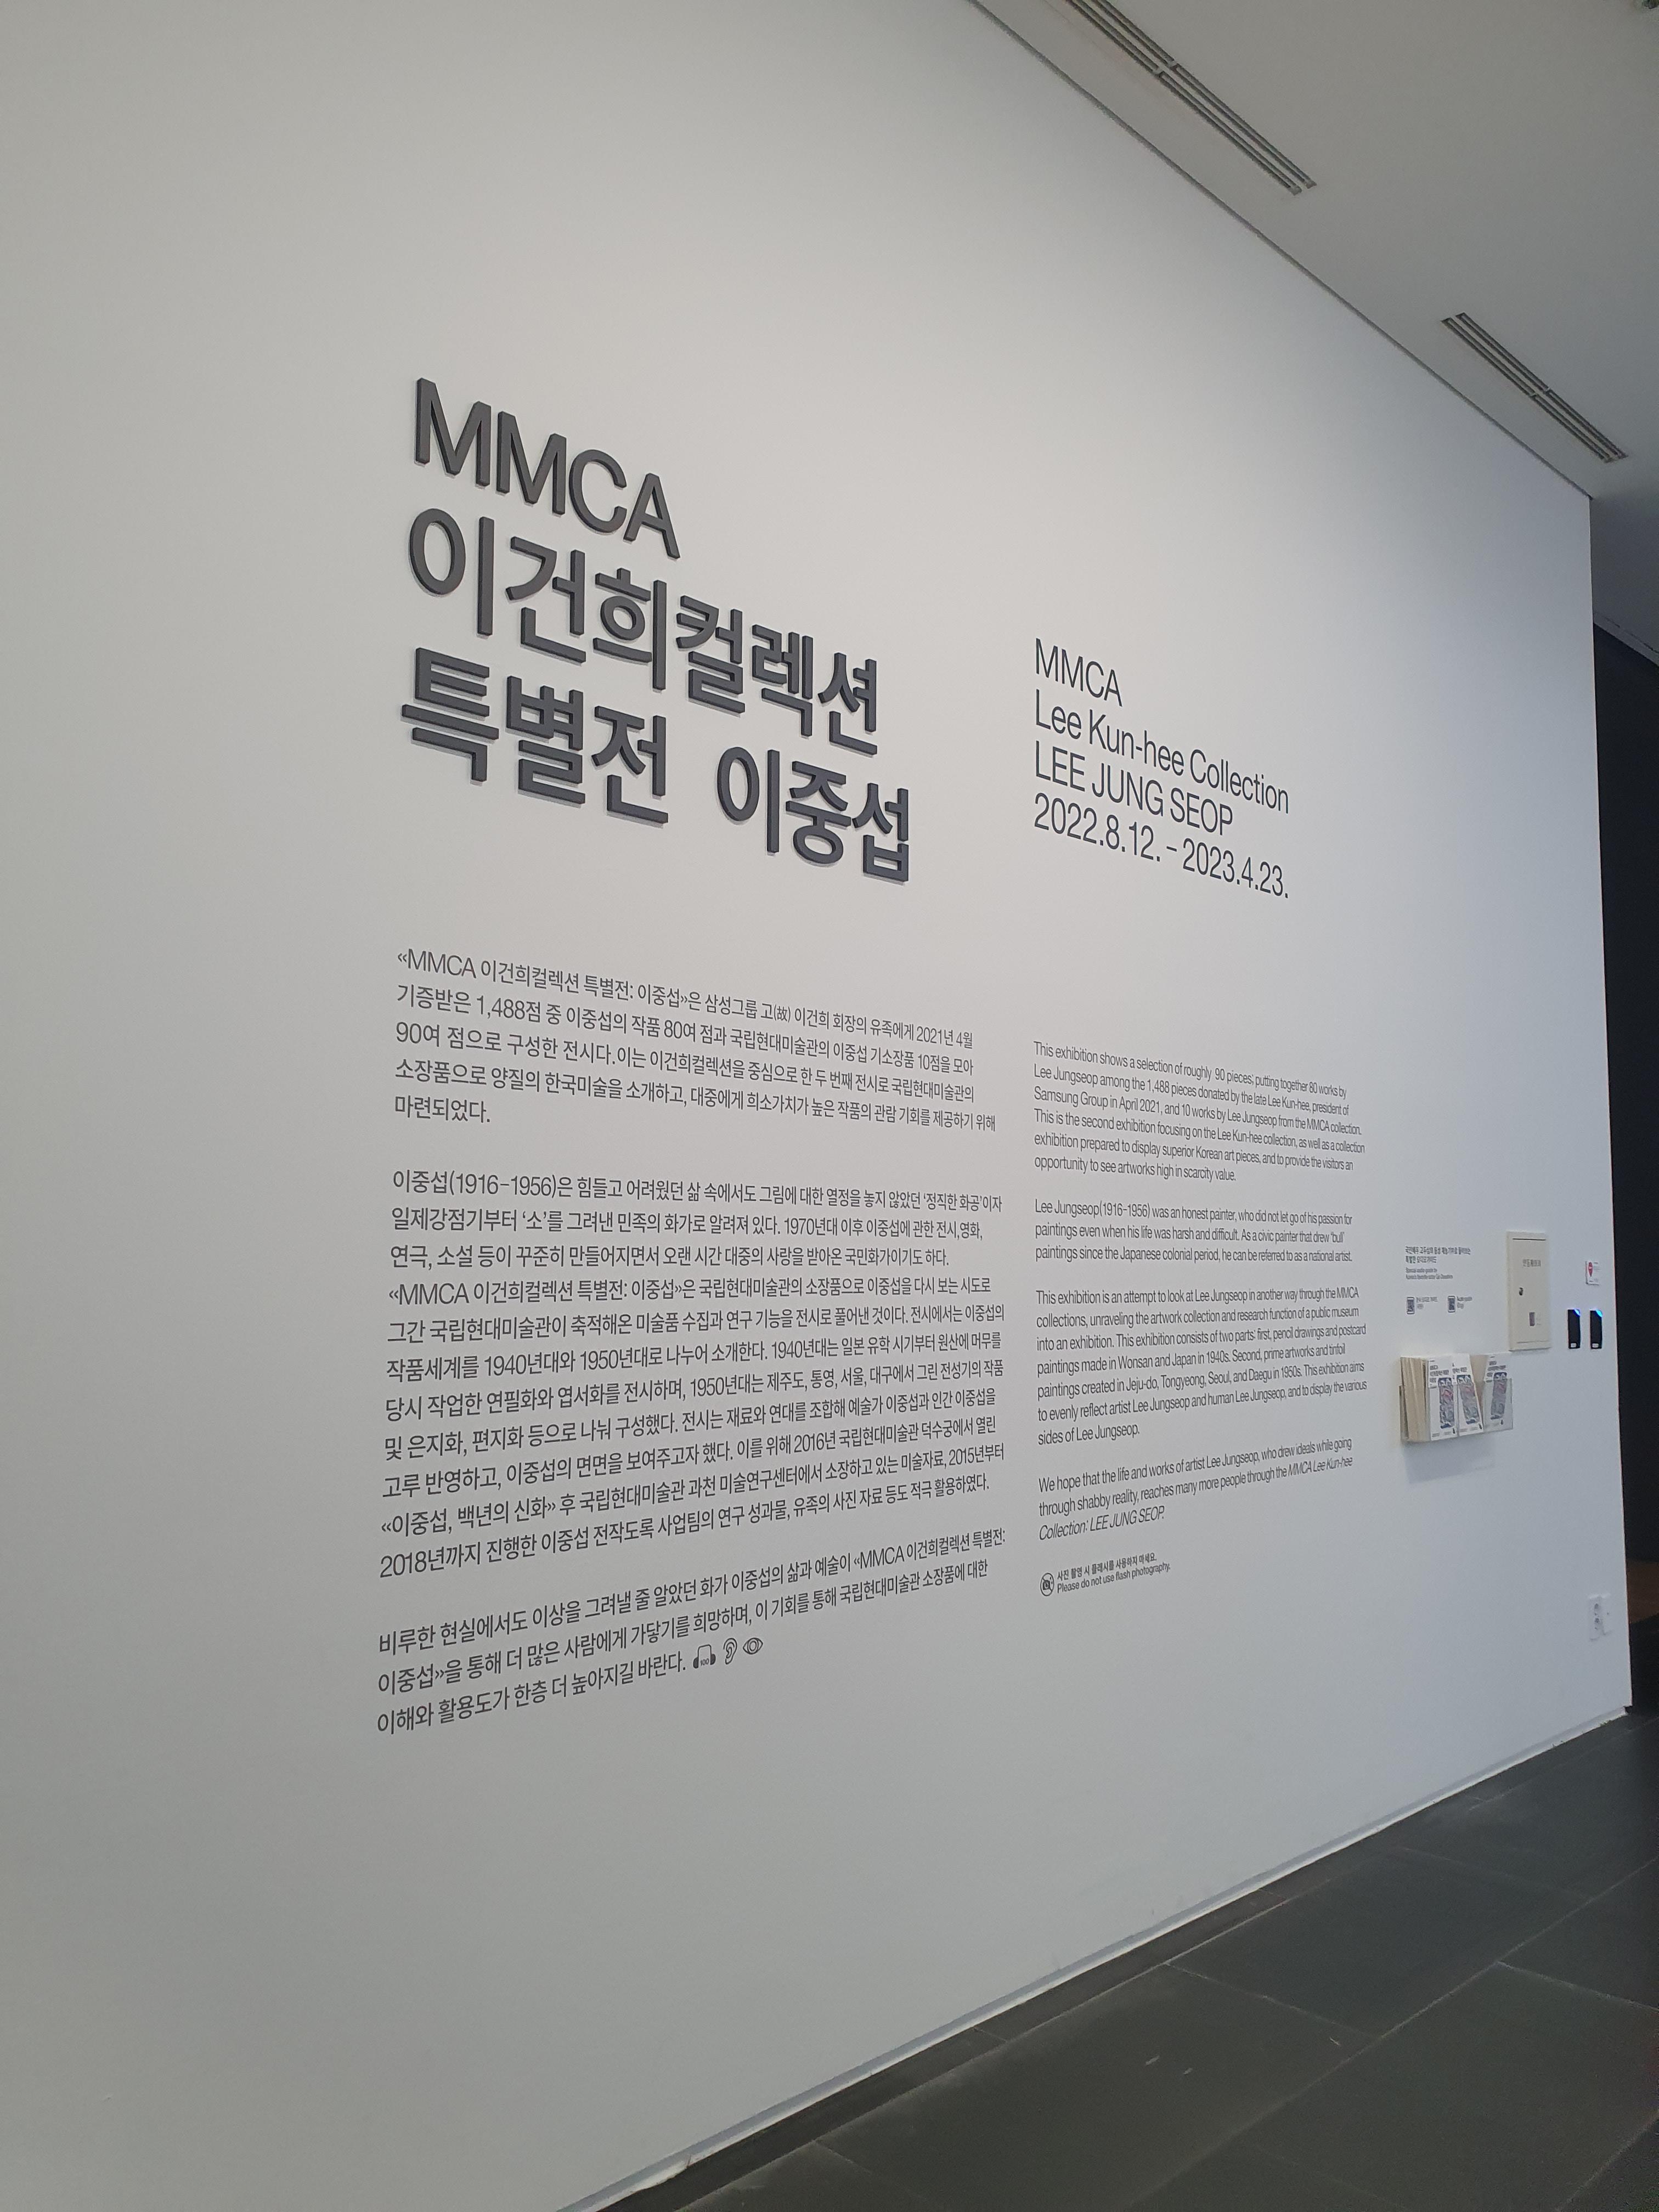 MMCA
이건희컬렉션
특별전 이중섭
MMCA
Lee Kun-hee Collection
LEE JUNG SEOP
2022.8.12. – 2023.4.23.
«MMCA 이건희컬렉션 특별전: 이중섭»은 삼성그룹 고(故) 이건희 회장의 유족에게 2021년 4월
기증받은 1,488점 중 이중섭의 작품 80여 점과 국립현대미술관의 이중섭 기소장품 10점을 모아
90여 점으로 구성한 전시다.이는 이건희컬렉션을 중심으로 한 두 번째 전시로 국립현대미술관의
소장품으로 양질의 한국미술을 소개하고, 대중에게 희소가치가 높은 작품의 관람 기회를 제공하기 위해
마련되었다.
이중섭(1916–1956)은 힘들고 어려웠던 삶 속에서도 그림에 대한 열정을 놓지 않았던 ‘정직한 화공’이자
일제강점기부터 ‘소’를 그려낸 민족의 화가로 알려져 있다. 1970년대 이후 이중섭에 관한 전시,영화,
연극, 소설 등이 꾸준히 만들어지면서 오랜 시간 대중의 사랑을 받아온 국민화가이기도 하다.
«MMCA 이건희컬렉션 특별전: 이중섭»은 국립현대미술관의 소장품으로 이중섭을 다시 보는 시도로
그간 국립현대미술관이 축적해온 미술품 수집과 연구 기능을 전시로 풀어낸 것이다. 전시에서는 이중섭의
작품세계를 1940년대와 1950년대로 나누어 소개한다. 1940년대는 일본 유학 시기부터 원산에 머무를
당시 작업한 연필화와 엽서화를 전시하며, 1950년대는 제주도, 통영, 서울, 대구에서 그린 전성기의 작품
및 은지화, 편지화 등으로 나눠 구성했다. 전시는 재료와 연대를 조합해 예술가 이중섭과 인간 이중섭을
고루 반영하고, 이중섭의 면면을 보여주고자 했다. 이를 위해 2016년 국립현대미술관 덕수궁에서 열린
«이중섭, 백년의 신화» 후 국립현대미술관 과천 미술연구센터에서 소장하고 있는 미술자료, 2015년부터
2018년까지 진행한 이중섭 전작도록 사업팀의 연구 성과물, 유족의 사진 자료 등도 적극 활용하였다.
비루한 현실에서도 이상을 그려낼 줄 알았던 화가 이중섭의 삶과 예술이 «MMCA 이건희컬렉션 특별전:
이중섭»을 통해 더 많은 사람에게 가닿기를 희망하며, 이 기회를 통해 국립현대미술관 소장품에 대한
이해와 활용도가 한층 더 높아지길 바란다.
This exhibition shows a selection of roughly 90 pieces; putting together 80 works by
Lee Jungseop among the 1,488 pieces donated by the late Lee Kun-hee, president of
Samsung Group in April 2021, and 10 works by Lee Jungseop from the MMCA collection.
This is the second exhibition focusing on the Lee Kun-hee collection, as well as a collection
exhibition prepared to display superior Korean art pieces, and to provide the visitors an
opportunity to see artworks high in scarcity value.
Lee Jungseop(1916–1956) was an honest painter, who did not let go of his passion for
paintings even when his life was harsh and difficult. As a civic painter that drew ‘bull’
paintings since the Japanese colonial period, he can be referred to as a national artist.
This exhibition is an attempt to look at Lee Jungseop in another way through the MMCA
collections, unraveling the artwork collection and research function of a public museum
into an exhibition. This exhibition consists of two parts: first, pencil drawings and postcard
paintings made in Wonsan and Japan in 1940s. Second, prime artworks and tinfoil
paintings created in Jeju-do, Tongyeong, Seoul, and Daegu in 1950s. This exhibition aims
to evenly reflect artist Lee Jungseop and human Lee Jungseop, and to display the various
sides of Lee Jungseop.
We hope that the life and works of artist Lee Jungseop, who drew ideals while going
through shabby reality, reaches many more people through the MMCA Lee Kun-hee
Collection: LEE JUNG SEOP.
사진 촬영 시 플래시를 사용하지 마세요.
Please do not use flash photography.